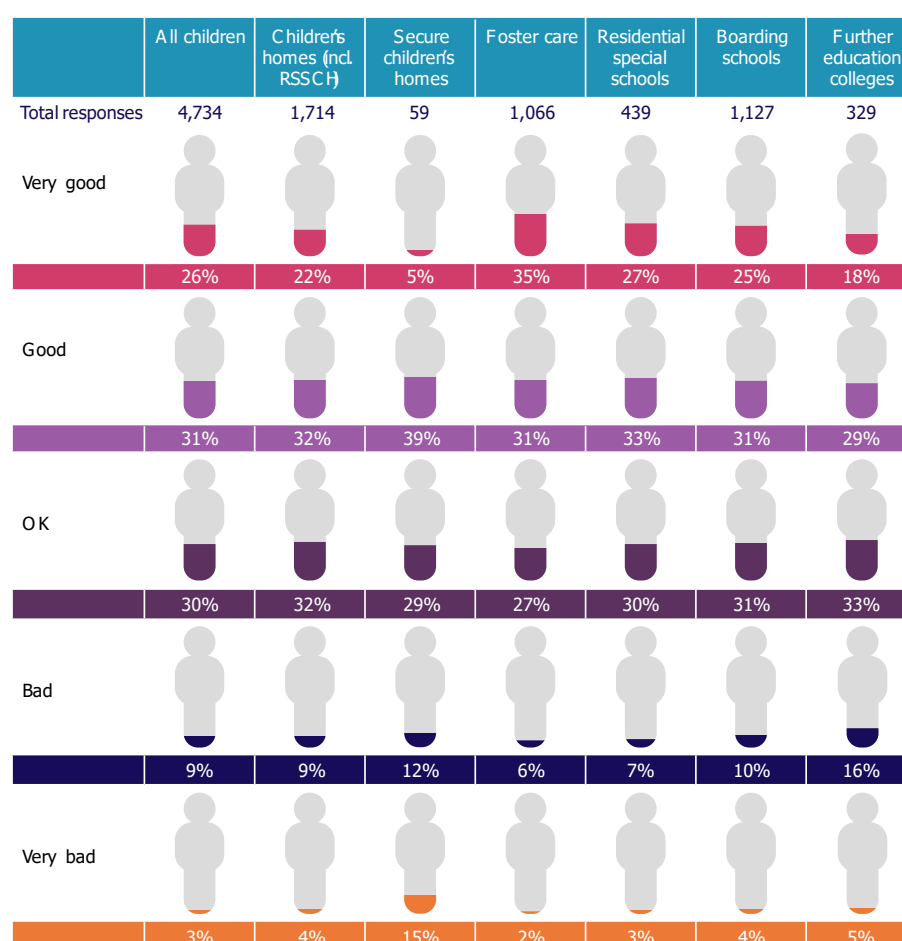 All children Children's homes (incl. RSSCH) Secure children's homes Foster care Residential special schools Boarding schools Further education colleges
Total responses 4,734 1,714 59 1,066 439 1,127 329
Very good
26% 22% 5% 35% 27% 25% 18%
Good
31% 32% 39% 31% 33% 31% 29%
OK
30% 32% 29% 27% 30% 31% 33%
Bad
9% 9% 12% 6% 7% 10% 16%
Very bad
3% 4% 15% 2% 3% 4% 5%